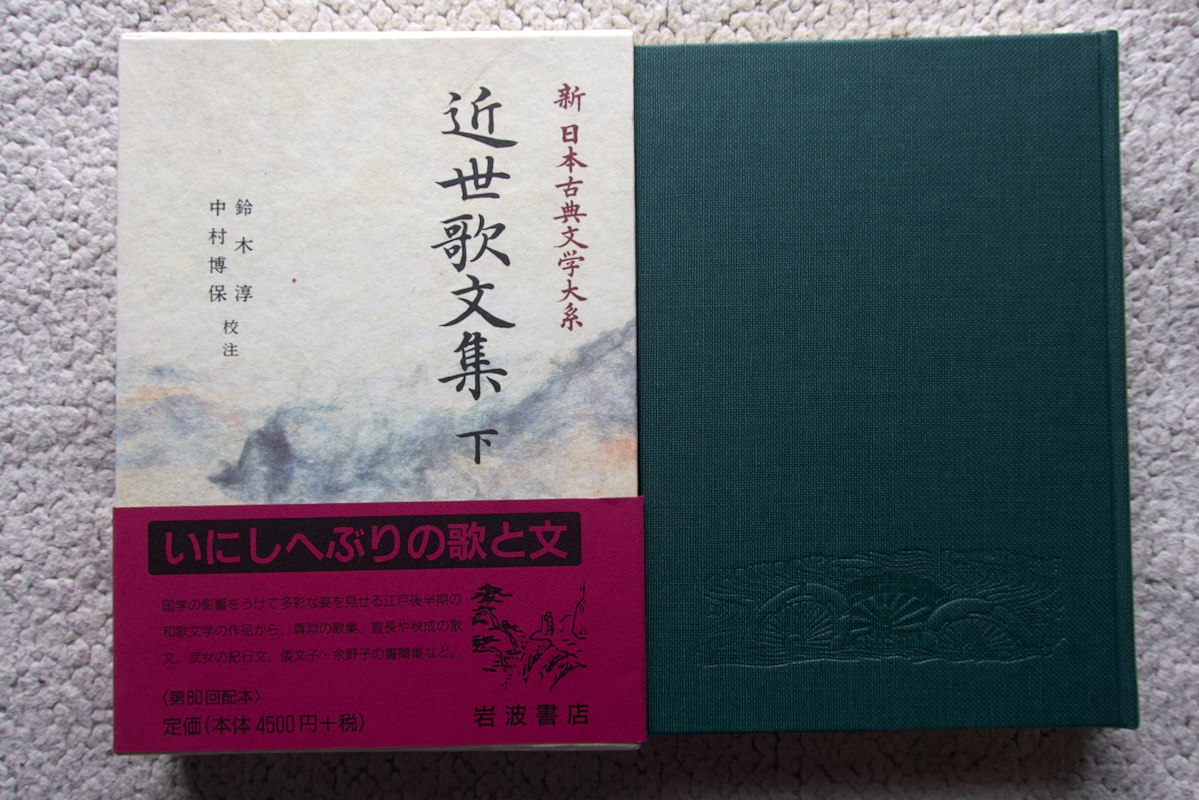 新 日本古典文学大系
近世歌文集 下
鈴木 淳
中村博保
校注
いにしへぶりの歌と文
国学の影響をうけて多彩な姿を見せる江戸後半期の
和歌文学の作品から、真淵の歌集、宣長や秋成の歌
文、武女の紀行文、倭文子・余野子の書簡集など。
〈第80回配本〉
定価(本体4500円+税)
岩波書店